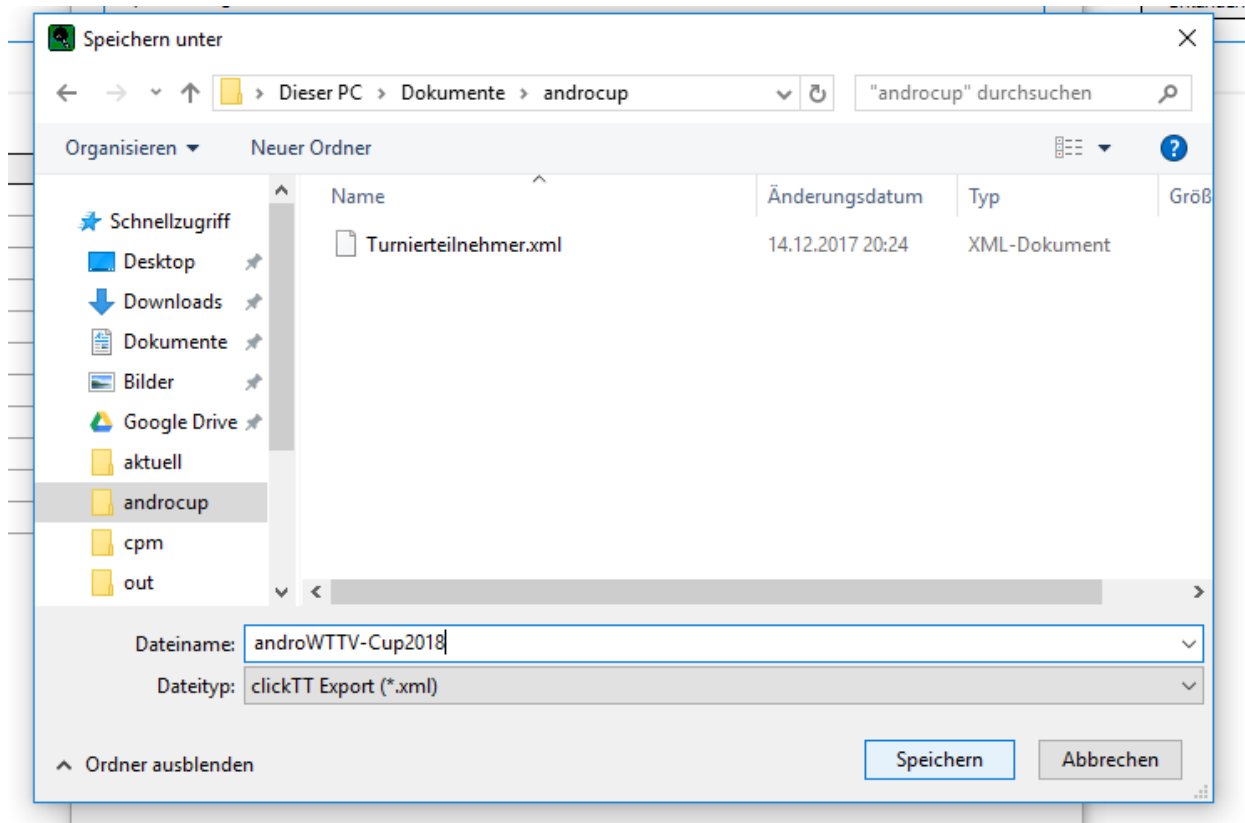 Speichern unter
Dieser PC > Dokumente > androcup
"androcup" durchsuchen
Organisieren
Neuer Ordner
Name
Änderungsdatum
Typ
Größ
Turnierteilnehmer.xml
14.12.2017 20:24
XML-Dokument
Schnellzugriff
Desktop
Downloads
Dokumente
Bilder
Google Drive
aktuell
androcup
cpm
out
Dateiname: androWTTV-Cup2018
Dateityp: clickTT Export (*.xml)
Ordner ausblenden
Speichern
Abbrechen